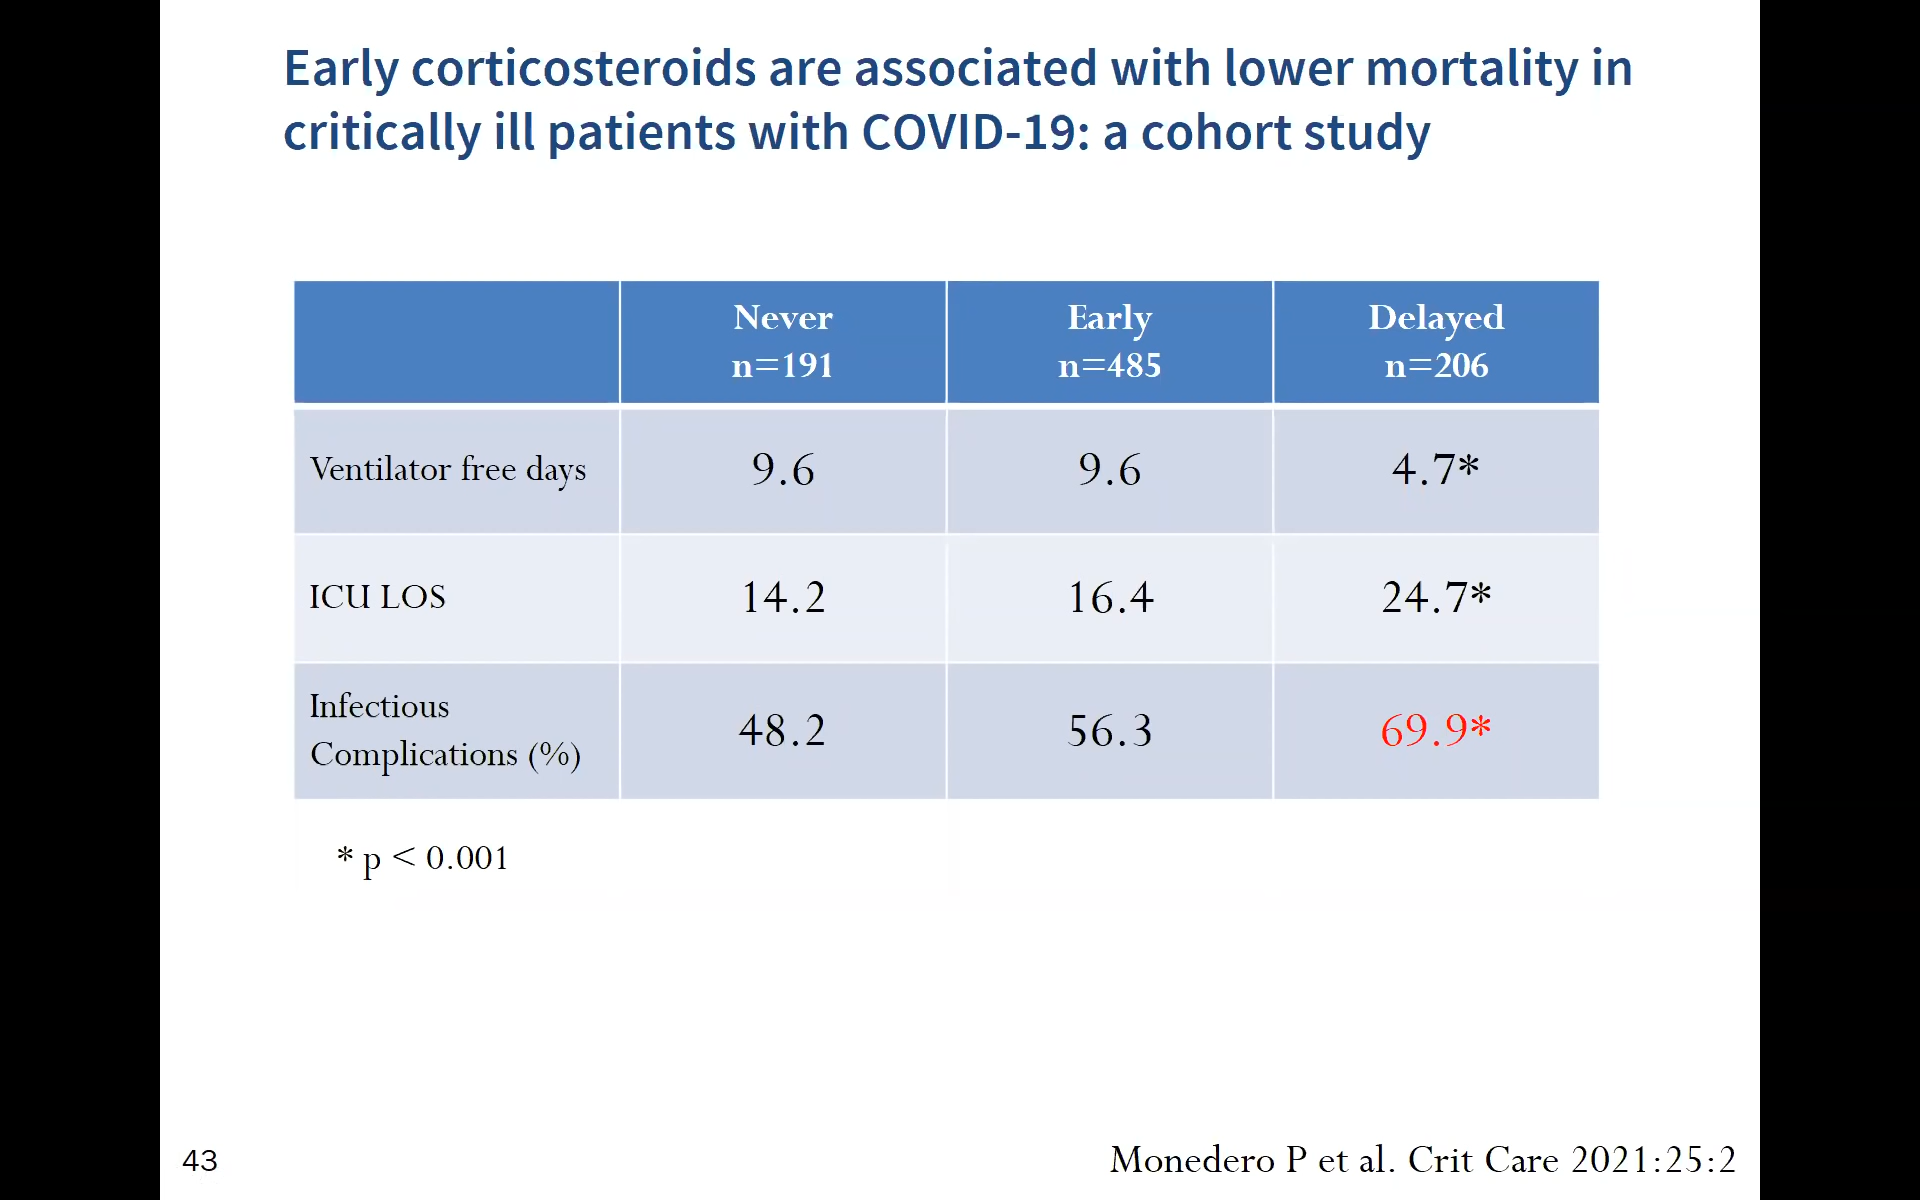 Early corticosteroids are associated with lower mortality in
critically ill patients with COVID-19: a cohort study
Never Early Delayed
n=191 n=485 n=206
Ventilator free days 9.6 9.6 4.7*
ICU LOS 14.2 16.4 24.7*
Infectious
Complications (%) 48.2 56.3 69.9*
* p < 0.001
43
Monedero P et al. Crit Care 2021:25:2